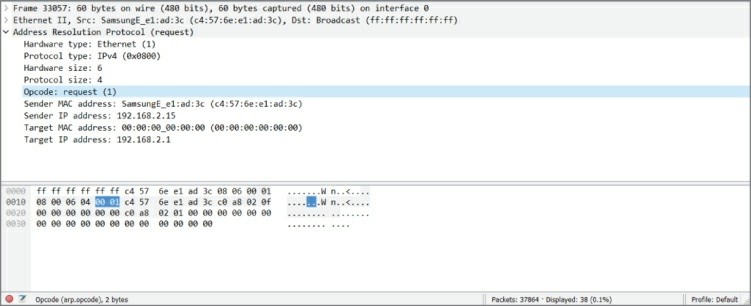 Frame 33057: 60 bytes on wire (480 bits), 60 bytes captured (480 bits) on interface 0
Ethernet II, Src: SamsungE_e1:ad:3c (c4:57:6e:e1:ad:3c), Dst: Broadcast (ff:ff:ff:ff:ff:ff)
Address Resolution Protocol (request)
Hardware type: Ethernet (1)
Protocol type: IPv4 (0x0800)
Hardware size: 6
Protocol size: 4
Opcode: request (1)
Sender MAC address: SamsungE_e1:ad:3c (c4:57:6e:e1:ad:3c)
Sender IP address: 192.168.2.15
Target MAC address: 00:00:00_00:00:00 (00:00:00:00:00:00)
Target IP address: 192.168.2.1
0000 ff ff ff ff ff ff c4 57 6e e1 ad 3c 08 06 00 01 .......W n..<....
0010 08 00 06 04 00 01 c4 57 6e e1 ad 3c c0 a8 02 0f .......W n..<....
0020 00 00 00 00 00 00 c0 a8 02 01 00 00 00 00 00 00 ........ ........
0030 00 00 00 00 00 00 00 00 00 00 00 00 ........ ....
Opcode (arp.opcode), 2 bytes Packets: 37864 · Displayed: 38 (0.1%) Profile: Default